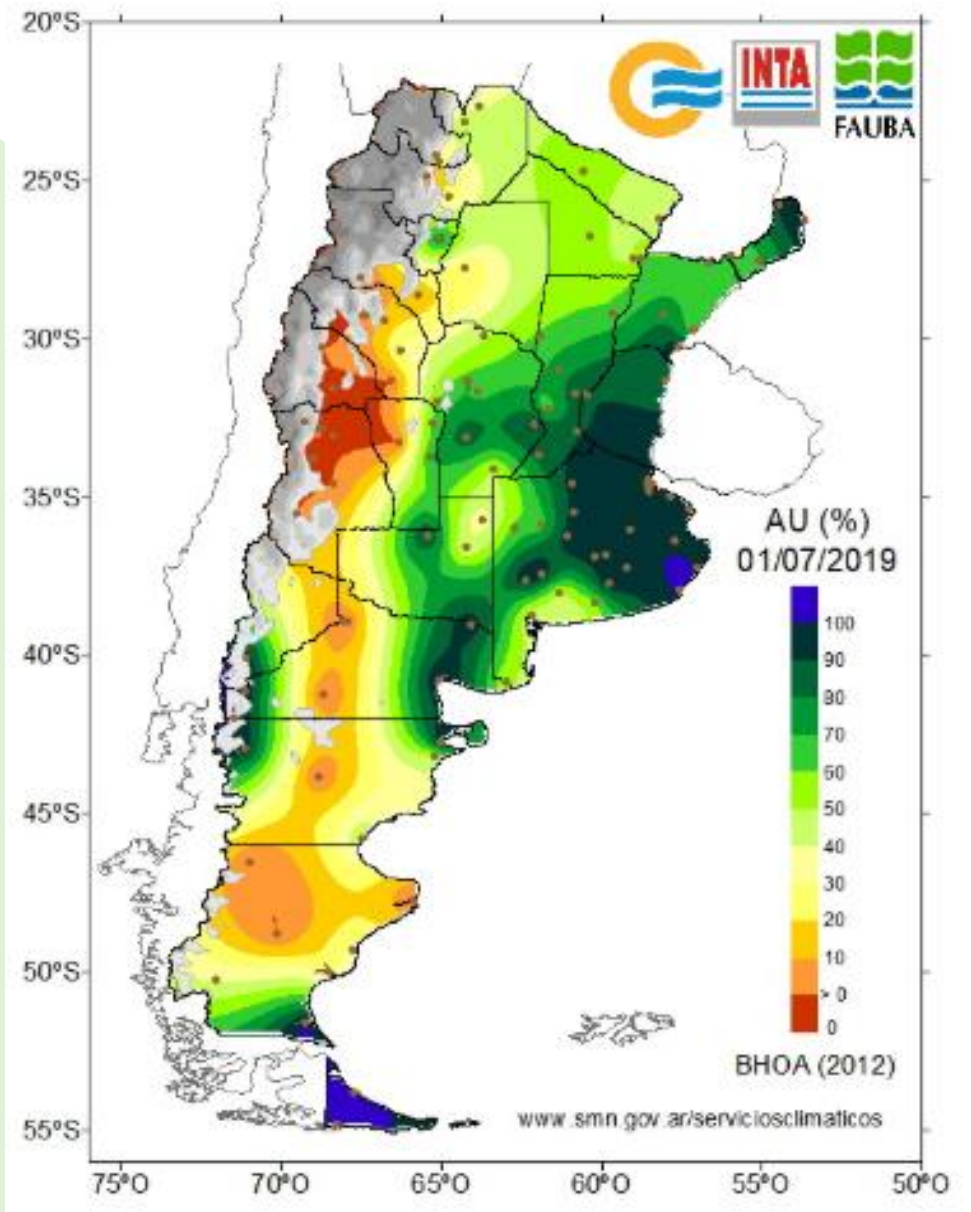 20ºS
INTA
FAUBA
25ºS
30ºS
35ºS
AU (%)
01/07/2019
100
90
80
70
60
50
40
30
20
10
> 0
0
40ºS
45ºS
50ºS
BHOA (2012)
www.smn.gov.ar/serviciosclimaticos
55ºS
75ºO 70ºO 65ºO 60ºO 55ºO 50ºO